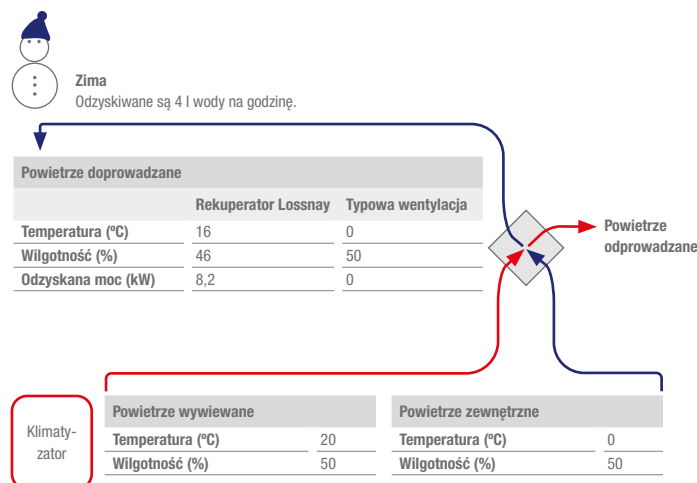 Zima
Odzyskiwane są 4 l wody na godzinę.
Powietrze doprowadzane
Rekuperator Lossnay Typowa wentylacja
Temperatura (ºC) 16 0
Wilgotność (%) 46 50
Odzyskana moc (kW) 8,2 0
Powietrze
odprowadzane
Klimaty-
zator
Powietrze wywiewane
Temperatura (ºC) 20
Wilgotność (%) 50
Powietrze zewnętrzne
Temperatura (ºC) 0
Wilgotność (%) 50